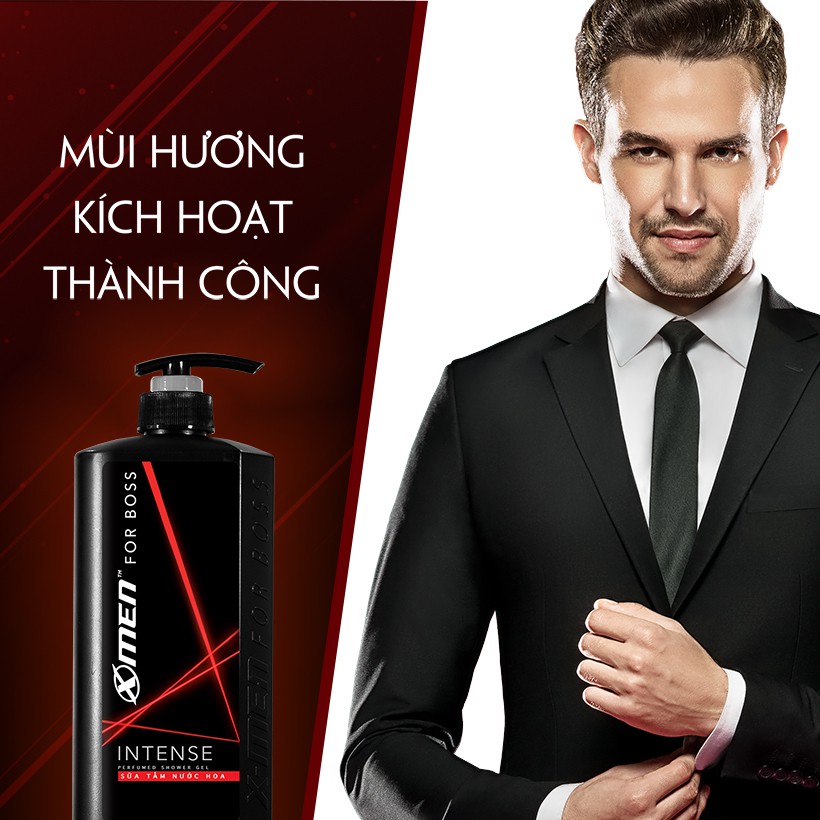 MÙI HƯƠNG
KÍCH HOẠT
THÀNH CÔNG
X-MEN™ FOR BOSS
X-MEN FOR BOSS
INTENSE
PERFUMED SHOWER GEL
SỮA TẮM NƯỚC HOA